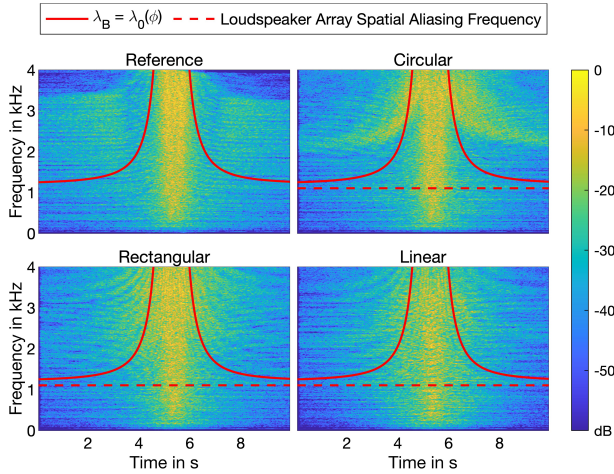 λB = λ0(ϕ)
Loudspeaker Array Spatial Aliasing Frequency
Reference
Circular
4
3
2
1
0
Frequency in kHz
Rectangular
Linear
4
3
2
1
0
Frequency in kHz
2 4 6 8
2 4 6 8
Time in s
Time in s
0
-10
-20
-30
-40
-50
dB